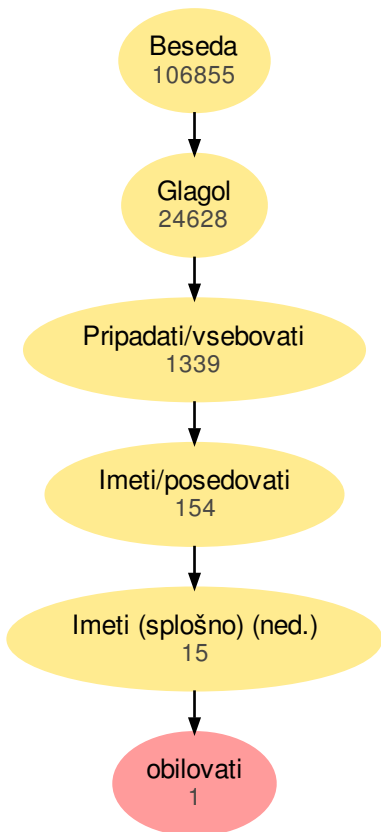 Beseda
106855
Glagol
24628
Pripadati/vsebovati
1339
Imeti/posedovati
154
Imeti (splošno) (ned.)
15
obilovati
1